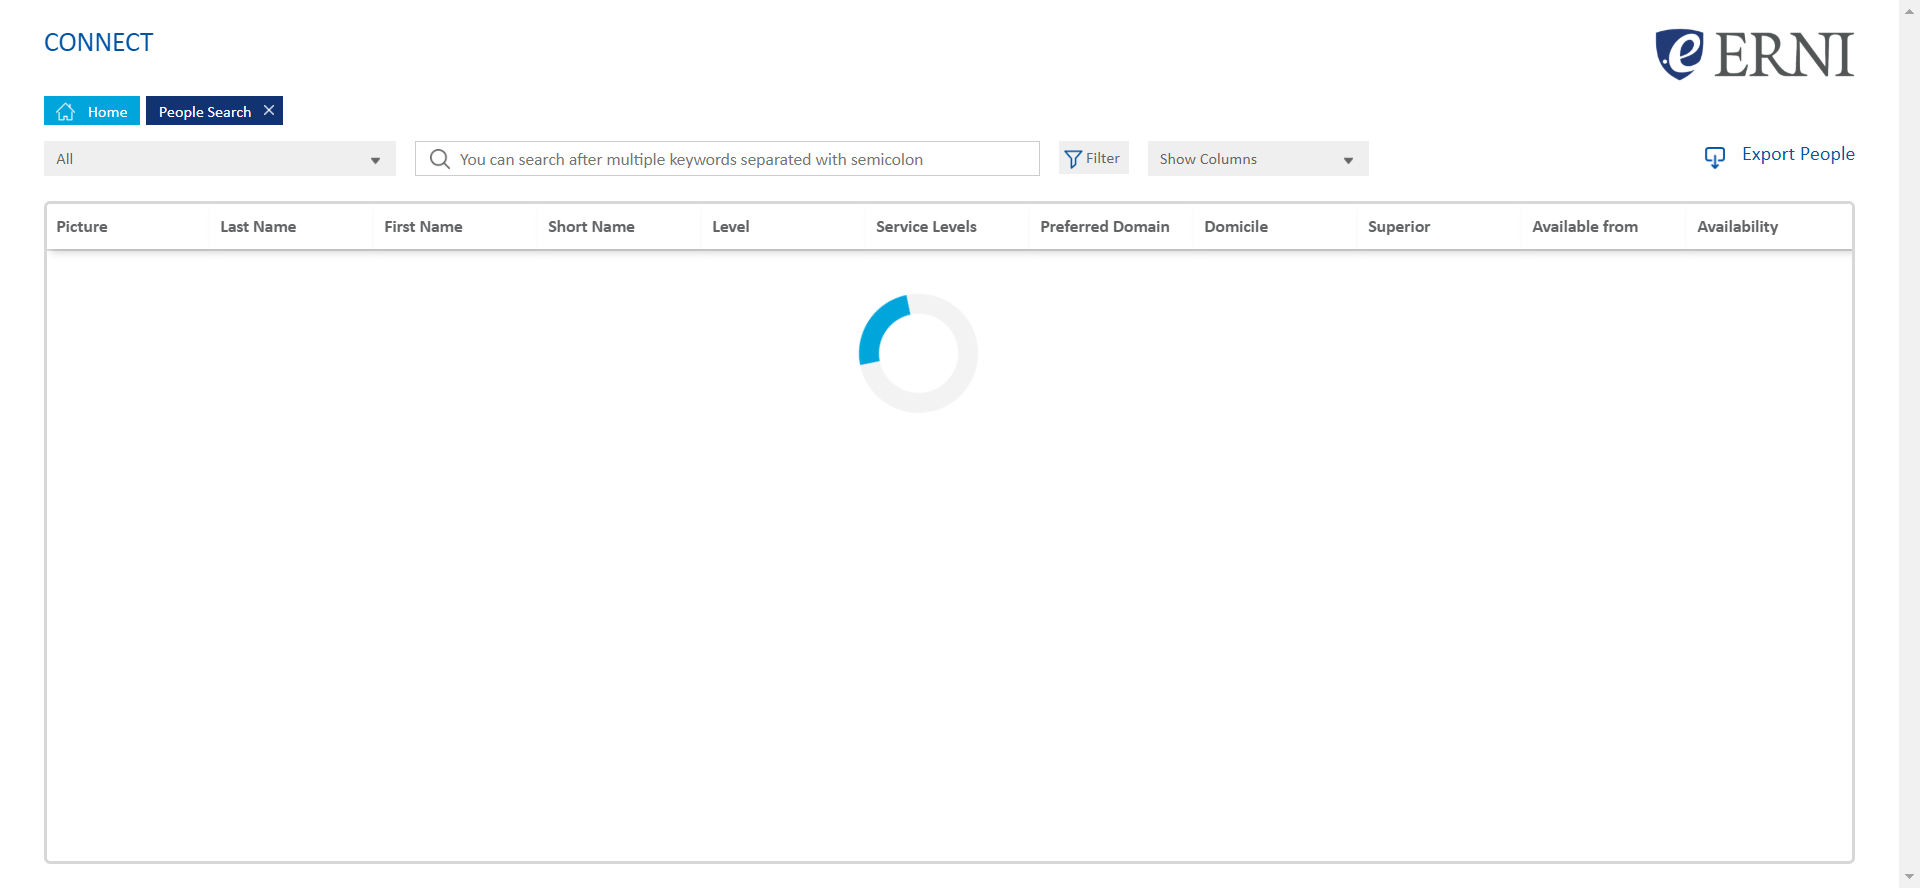 CONNECT
e ERNI
Home
People Search
All
You can search after multiple keywords separated with semicolon
Filter
Show Columns
Export People
Picture Last Name First Name Short Name Level Service Levels Preferred Domain Domicile Superior Available from Availability